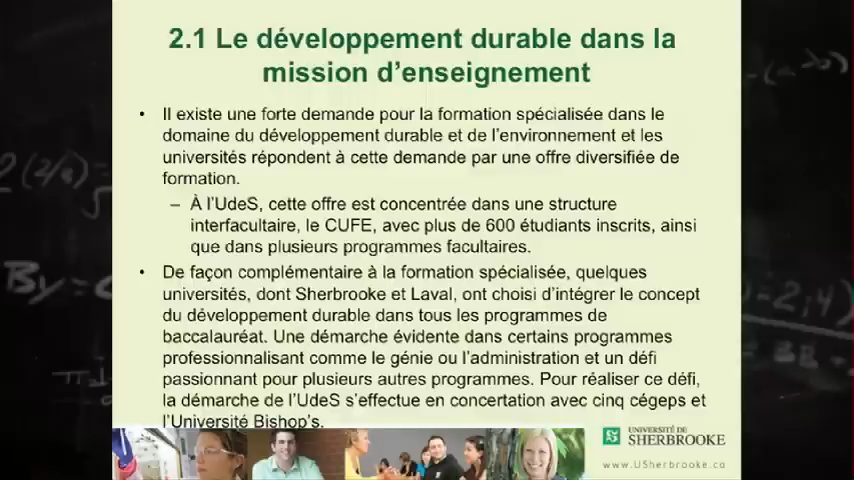 2.1 Le développement durable dans la
mission d'enseignement
• Il existe une forte demande pour la formation spécialisée dans le
domaine du développement durable et de l'environnement et les
universités répondent à cette demande par une offre diversifiée de
formation.
– À l'UdeS, cette offre est concentrée dans une structure
interfacultaire, le CUFE, avec plus de 600 étudiants inscrits, ainsi
que dans plusieurs programmes facultaires.
• De façon complémentaire à la formation spécialisée, quelques
universités, dont Sherbrooke et Laval, ont choisi d'intégrer le concept
du développement durable dans tous les programmes de
baccalauréat. Une démarche évidente dans certains programmes
professionnalisant comme le génie ou l'administration et un défi
passionnant pour plusieurs autres programmes. Pour réaliser ce défi,
la démarche de l'UdeS s'effectue en concertation avec cinq cégeps et
l'Université Bishop's.
UNIVERSITÉ DE
SHERBROOKE
www.USherbrooke.ca
By=